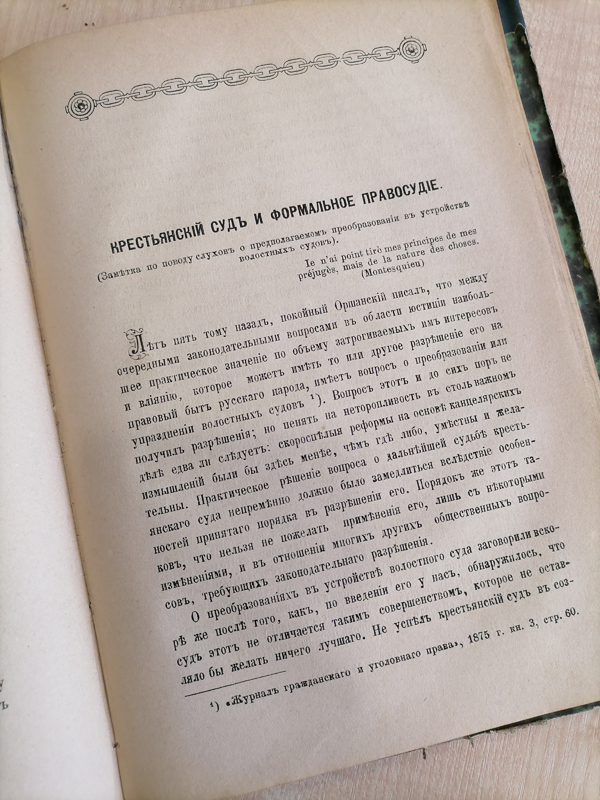 КРЕСТЬЯНСКІЙ СУДЪ И ФОРМАЛЬНОЕ ПРАВОСУДІЕ.
(Замѣтка по поводу слуховъ о предполагаемомъ преобразованіи въ устройствѣ
волостныхъ судовъ).
Ie n'ai point tiré mes principes de mes
préjugès, mais de la nature des choses.
(Montesquieu)
Лѣтъ пять тому назадъ, покойный Оршанскій писалъ, что между
очередными законодательными вопросами въ области юстиціи наиболь-
шее практическое значеніе по объему затрогиваемыхъ имъ интересовъ
и вліянію, которое можетъ имѣть то или другое разрѣшеніе его на
правовый бытъ русскаго народа, имѣетъ вопросъ о преобразованіи или
упраздненіи волостныхъ судовъ ¹). Вопросъ этотъ и до сихъ поръ не
получилъ разрѣшенія; но пенять на неторопливость въ столь важномъ
дѣлѣ едва ли слѣдуетъ: скороспѣлыя реформы на основѣ канцелярскихъ
измышленій были бы здѣсь менѣе, чѣмъ гдѣ либо, умѣстны и жела-
тельны. Практическое рѣшеніе вопроса о дальнѣйшей судьбѣ кресть-
янскаго суда непремѣнно должно было замедлиться вслѣдствіе особен-
ностей принятаго порядка въ разрѣшеніи его. Порядокъ же этотъ та-
ковъ, что нельзя не пожелать примѣненія его, лишь съ нѣкоторыми
измѣненіями, и въ отношеніи многихъ другихъ общественныхъ вопро-
совъ, требующихъ законодательнаго разрѣшенія.
О преобразованіяхъ въ устройствѣ волостного суда заговорили вско-
рѣ же послѣ того, какъ, по введеніи его у насъ, обнаружилось, что
судъ этотъ не отличается такимъ совершенствомъ, которое не остав-
ляло бы желать ничего лучшаго. Не успѣлъ крестьянскій судъ въ соз-
¹) «Журналъ гражданскаго и уголовнаго права», 1875 г. кн. 3, стр. 60.